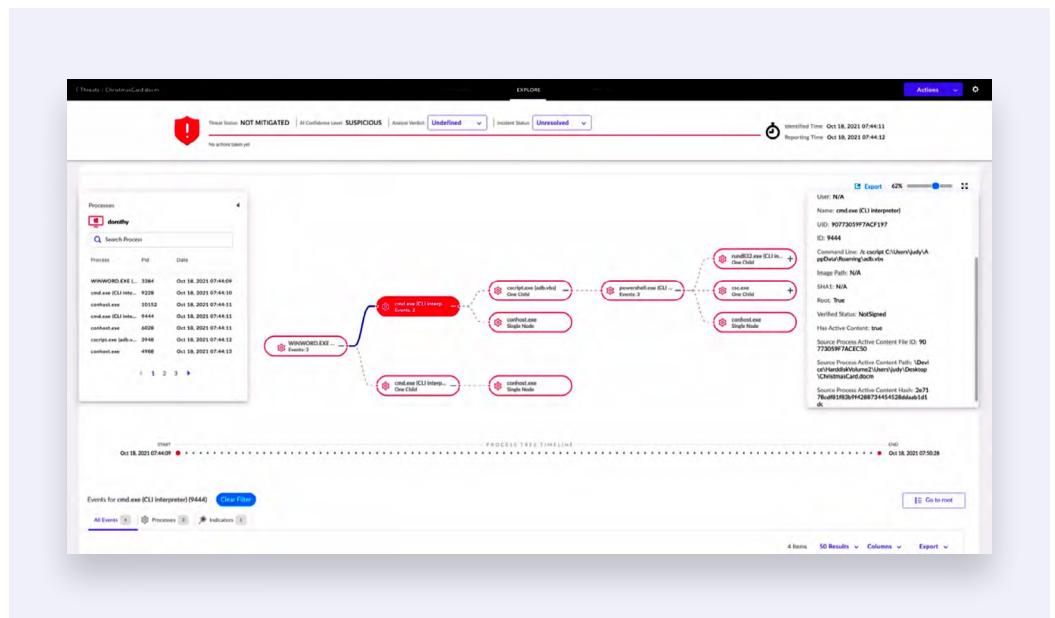 Threats / ChristmasCard.docm
EXPLORE
Actions
Threat Status NOT MITIGATED
AI Confidence Level SUSPICIOUS
Analyst Verdict Undefined
Incident Status Unresolved
No actions taken yet
Identified Time Oct 18, 2021 07:44:11
Reporting Time Oct 18, 2021 07:44:12
Export 62%
Processes
dorothy
Search Process
Process Pid Date
WINWORD.EXE (... 3384 Oct 18, 2021 07:44:09
cmd.exe (CLI inte... 9228 Oct 18, 2021 07:44:10
conhost.exe 10152 Oct 18, 2021 07:44:11
cmd.exe (CLI inte... 9444 Oct 18, 2021 07:44:11
conhost.exe 6028 Oct 18, 2021 07:44:11
cscript.exe (adb.v... 3948 Oct 18, 2021 07:44:12
conhost.exe 4988 Oct 18, 2021 07:44:13
1 2 3
WINWORD.EXE ...
Events: 3
cmd.exe (CLI interp...
Events: 2
cmd.exe (CLI interp...
One Child
cscript.exe (adb.vbs)
One Child
conhost.exe
Single Node
conhost.exe
Single Node
powershell.exe (CLI ...
Events: 3
rundll32.exe (CLI in...
One Child
csc.exe
One Child
conhost.exe
Single Node
User: N/A
Name: cmd.exe (CLI interpreter)
UID: 90773059F7ACF197
ID: 9444
Command Line: /c cscript C:\Users\judy\A
ppData\Roaming\adb.vbs
Image Path: N/A
SHA1: N/A
Root: True
Verified Status: NotSigned
Has Active Content: true
Source Process Active Content File ID: 90
773059F7ACEC50
Source Process Active Content Path: \Devi
ce\HarddiskVolume2\Users\judy\Desktop
\ChristmasCard.docm
Source Process Active Content Hash: 2e71
dc
START
Oct 18, 2021 07:44:09
PROCESS TREE TIMELINE
END
Oct 18, 2021 07:50:28
Events for cmd.exe (CLI interpreter) (9444)
Clear Filter
Go to root
All Events 4
Processes 3
Indicators 1
4 Items
50 Results
Columns
Export